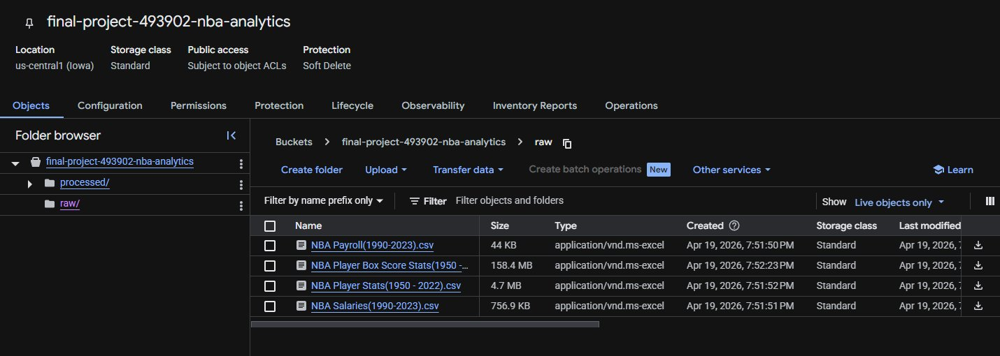 final-project-493902-nba-analytics
Location Storage class Public access Protection
us-central1 (Iowa) Standard Subject to object ACLs Soft Delete
Objects Configuration Permissions Protection Lifecycle Observability Inventory Reports Operations
Folder browser
final-project-493902-nba-analytics
processed/
raw/
Buckets > final-project-493902-nba-analytics > raw
Create folder Upload Transfer data Create batch operations New Other services Learn
Filter by name prefix only Filter Filter objects and folders Show Live objects only
Name Size Type Created Storage class Last modified
NBA Payroll(1990-2023).csv 44 KB application/vnd.ms-excel Apr 19, 2026, 7:51:50 PM Standard Apr 19, 2026, 7
NBA Player Box Score Stats(1950 -... 158.4 MB application/vnd.ms-excel Apr 19, 2026, 7:52:23 PM Standard Apr 19, 2026, 7
NBA Player Stats(1950 - 2022).csv 4.7 MB application/vnd.ms-excel Apr 19, 2026, 7:51:52 PM Standard Apr 19, 2026, 7
NBA Salaries(1990-2023).csv 756.9 KB application/vnd.ms-excel Apr 19, 2026, 7:51:51 PM Standard Apr 19, 2026, 7